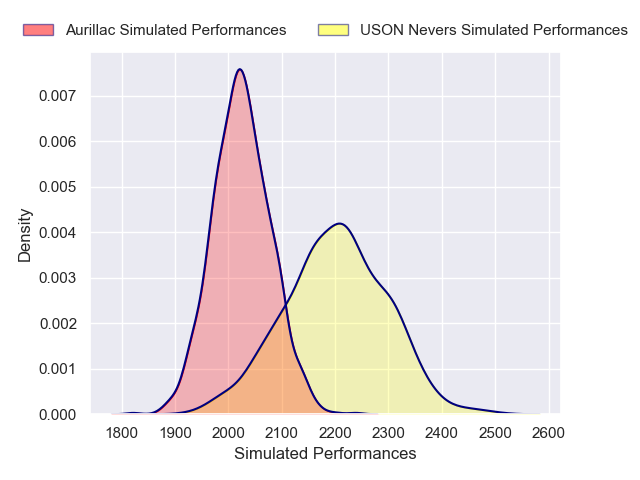 Aurillac Simulated Performances
USON Nevers Simulated Performances
0.007
0.006
0.005
0.004
0.003
0.002
0.001
0.000
Density
1800 1900 2000 2100 2200 2300 2400 2500 2600
Simulated Performances